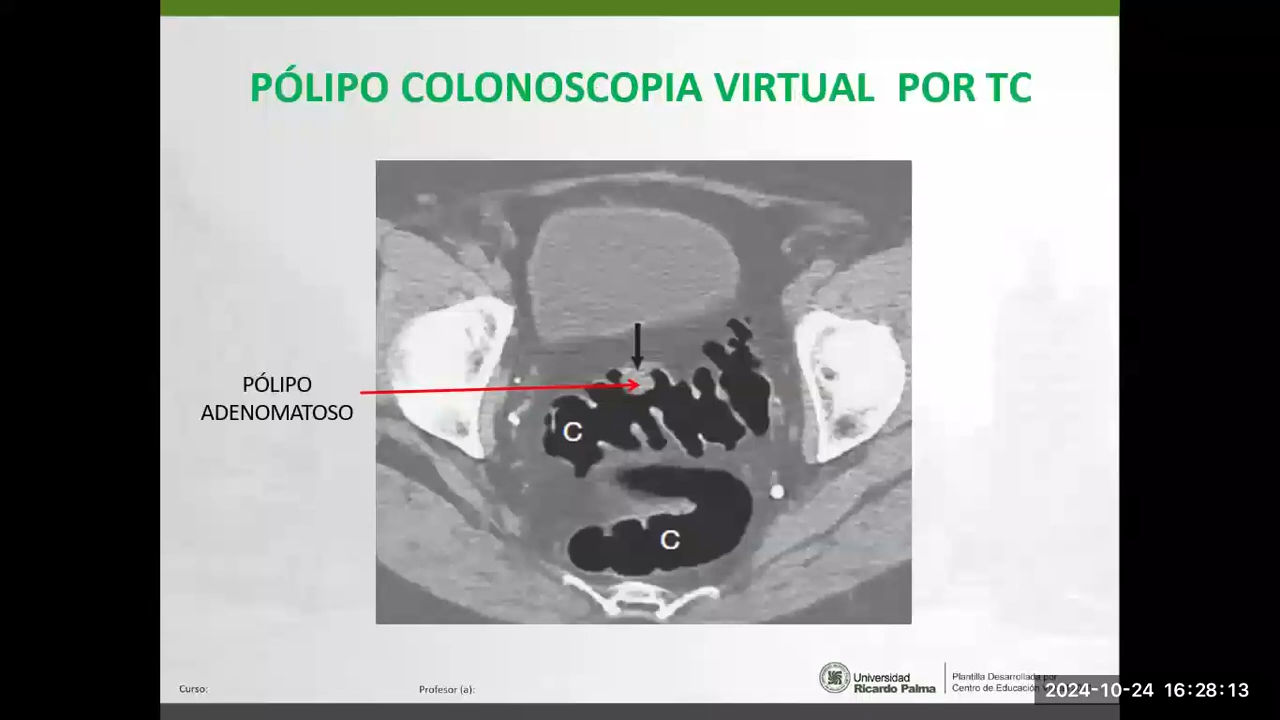 PÓLIPO COLONOSCOPIA VIRTUAL POR TC
PÓLIPO
ADENOMATOSO
C
C
Curso:
Profesor (a):
Universidad
Ricardo Palma
Plantilla Desarrollada por
Centro de Educación
2024-10-24 16:28:13